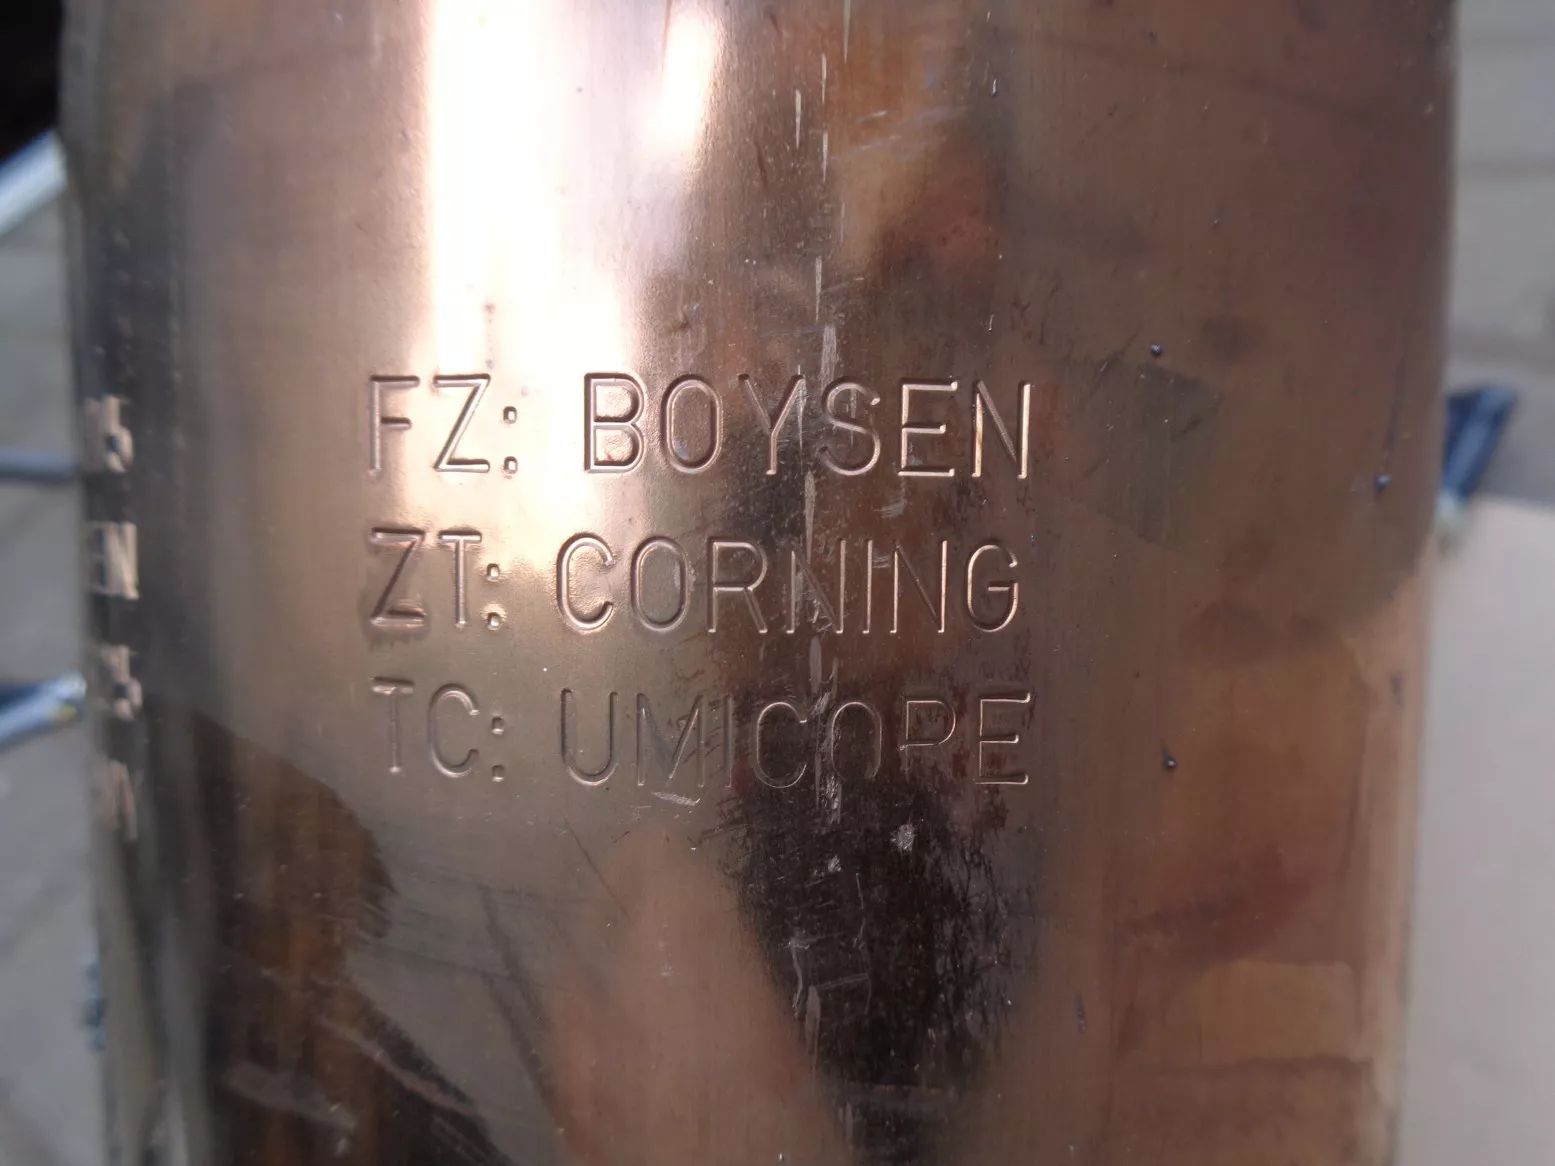 FZ: BOYSEN
ZT: CORNING
TC: UMICORE